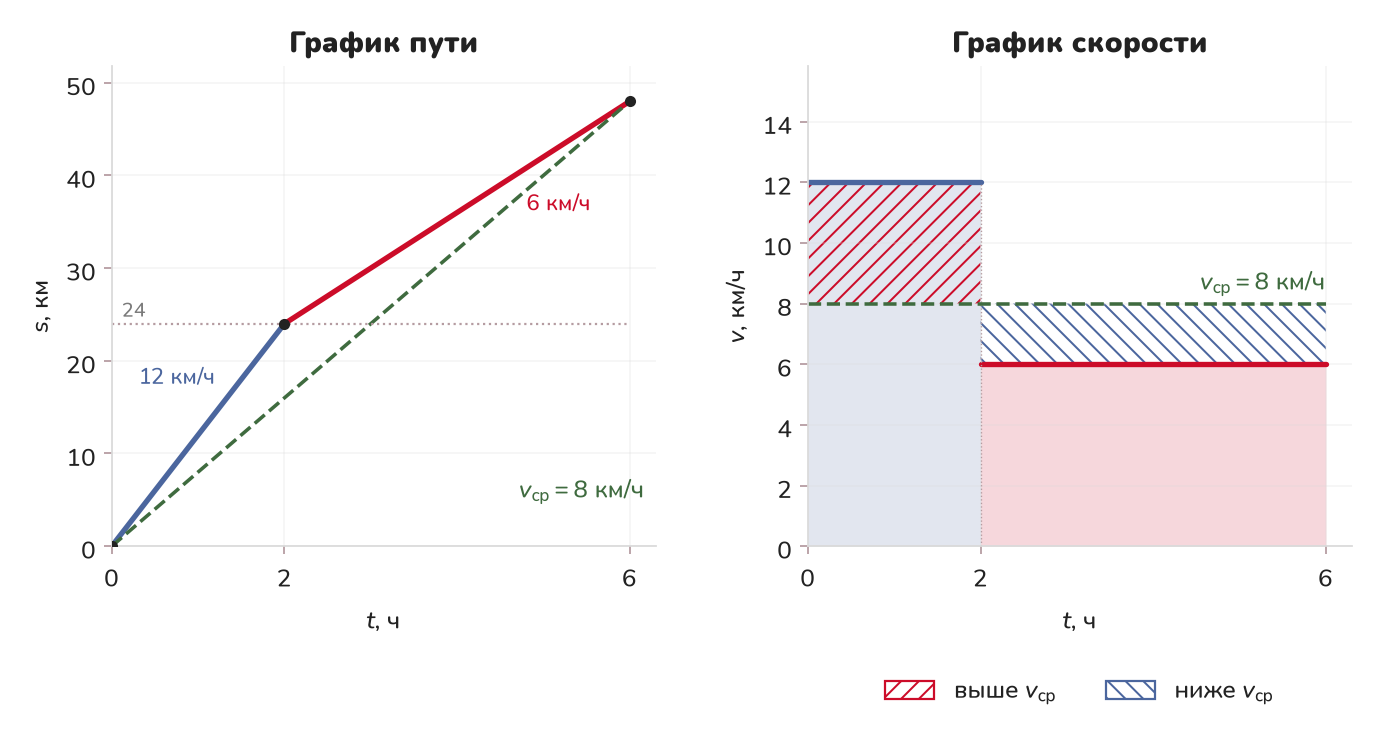 График пути
50
40
30
20
10
0
s, км
24
12 км/ч
6 км/ч
vср = 8 км/ч
0 2 6
t, ч
График скорости
14
12
10
8
6
4
2
0
v, км/ч
vср = 8 км/ч
0 2 6
t, ч
выше vср
ниже vср